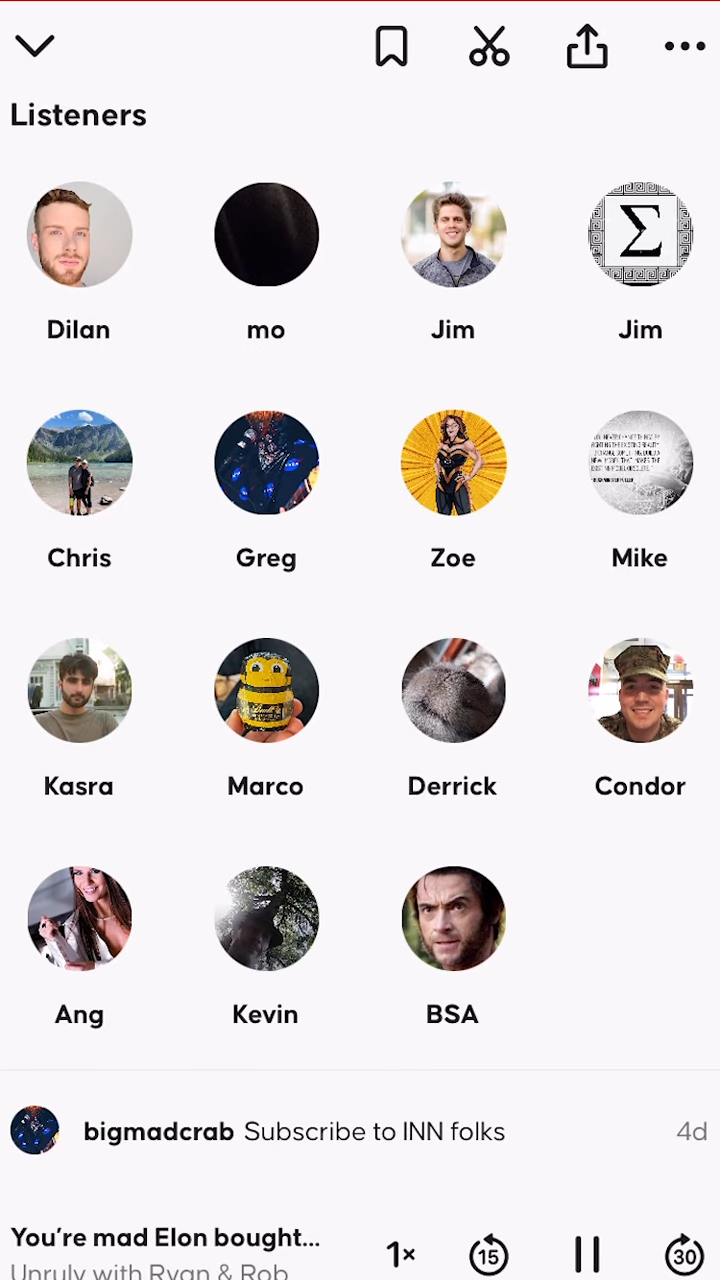 Listeners
Dilan
mo
Jim
Σ
Jim
Chris
Greg
Zoe
Mike
Kasra
Marco
Derrick
Condor
Ang
Kevin
BSA
bigmadcrab Subscribe to INN folks 4d
You’re mad Elon bought...
Unruly with Ryan & Rob
1×
15
30